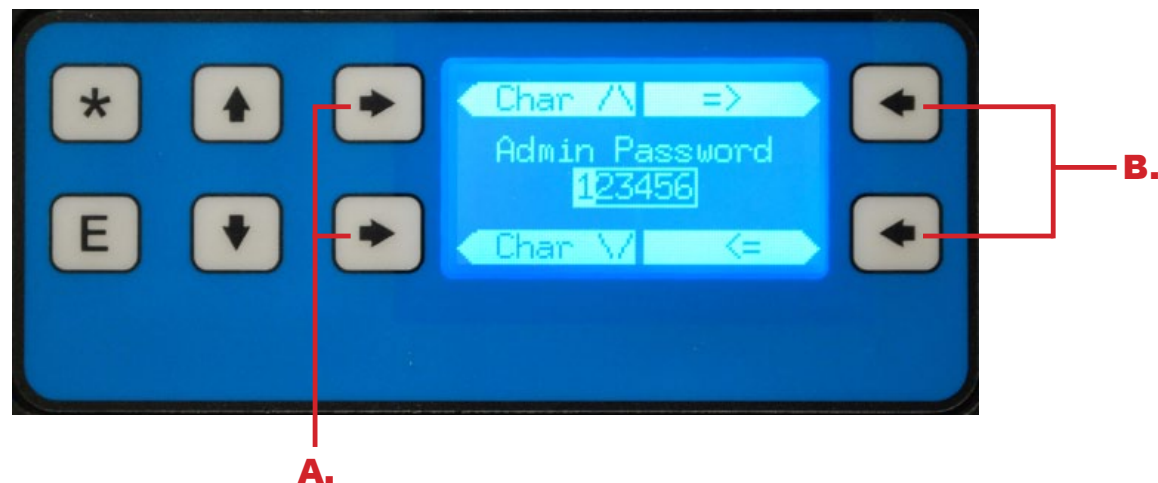 *
Char /\ =>
Admin Password
123456
B.
E
Char \/ <=
A.